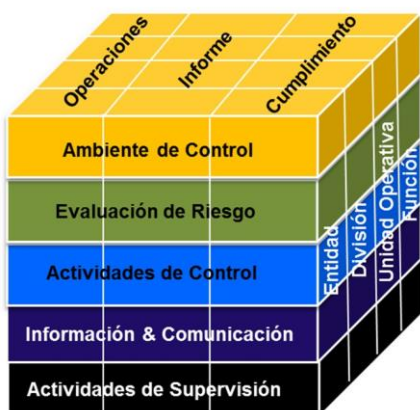 Operaciones
Informe
Cumplimiento
Ambiente de Control
Evaluación de Riesgo
Actividades de Control
Información & Comunicación
Actividades de Supervisión
Entidad
División
Unidad Operativa
Función